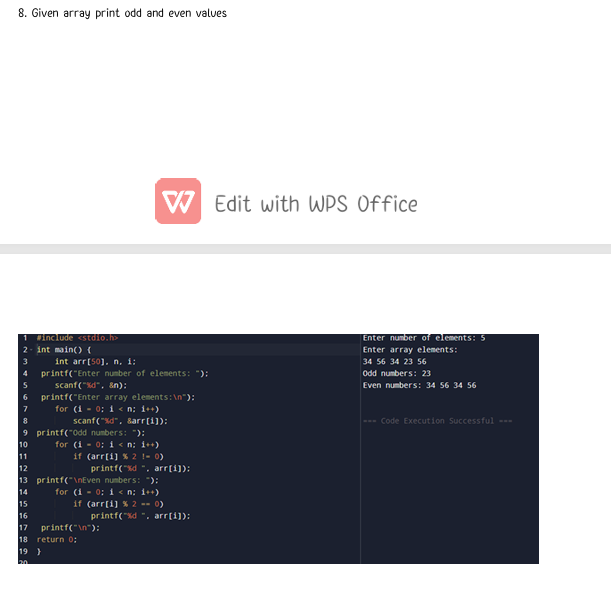 8. Given array print odd and even values
Edit with WPS Office
1 #include <stdio.h>
2 int main() {
3 int arr[50], n, i;
4 printf("Enter number of elements: ");
5 scanf("%d", &n);
6 printf("Enter array elements:\n");
7 for (i = 0; i < n; i++)
8 scanf("%d", &arr[i]);
9 printf("Odd numbers: ");
10 for (i = 0; i < n; i++)
11 if (arr[i] % 2 != 0)
12 printf("%d ", arr[i]);
13 printf("\nEven numbers: ");
14 for (i = 0; i < n; i++)
15 if (arr[i] % 2 == 0)
16 printf("%d ", arr[i]);
17 printf("\n");
18 return 0;
19 }
20
Enter number of elements: 5
Enter array elements:
34 56 34 23 56
Odd numbers: 23
Even numbers: 34 56 34 56
=== Code Execution Successful ===